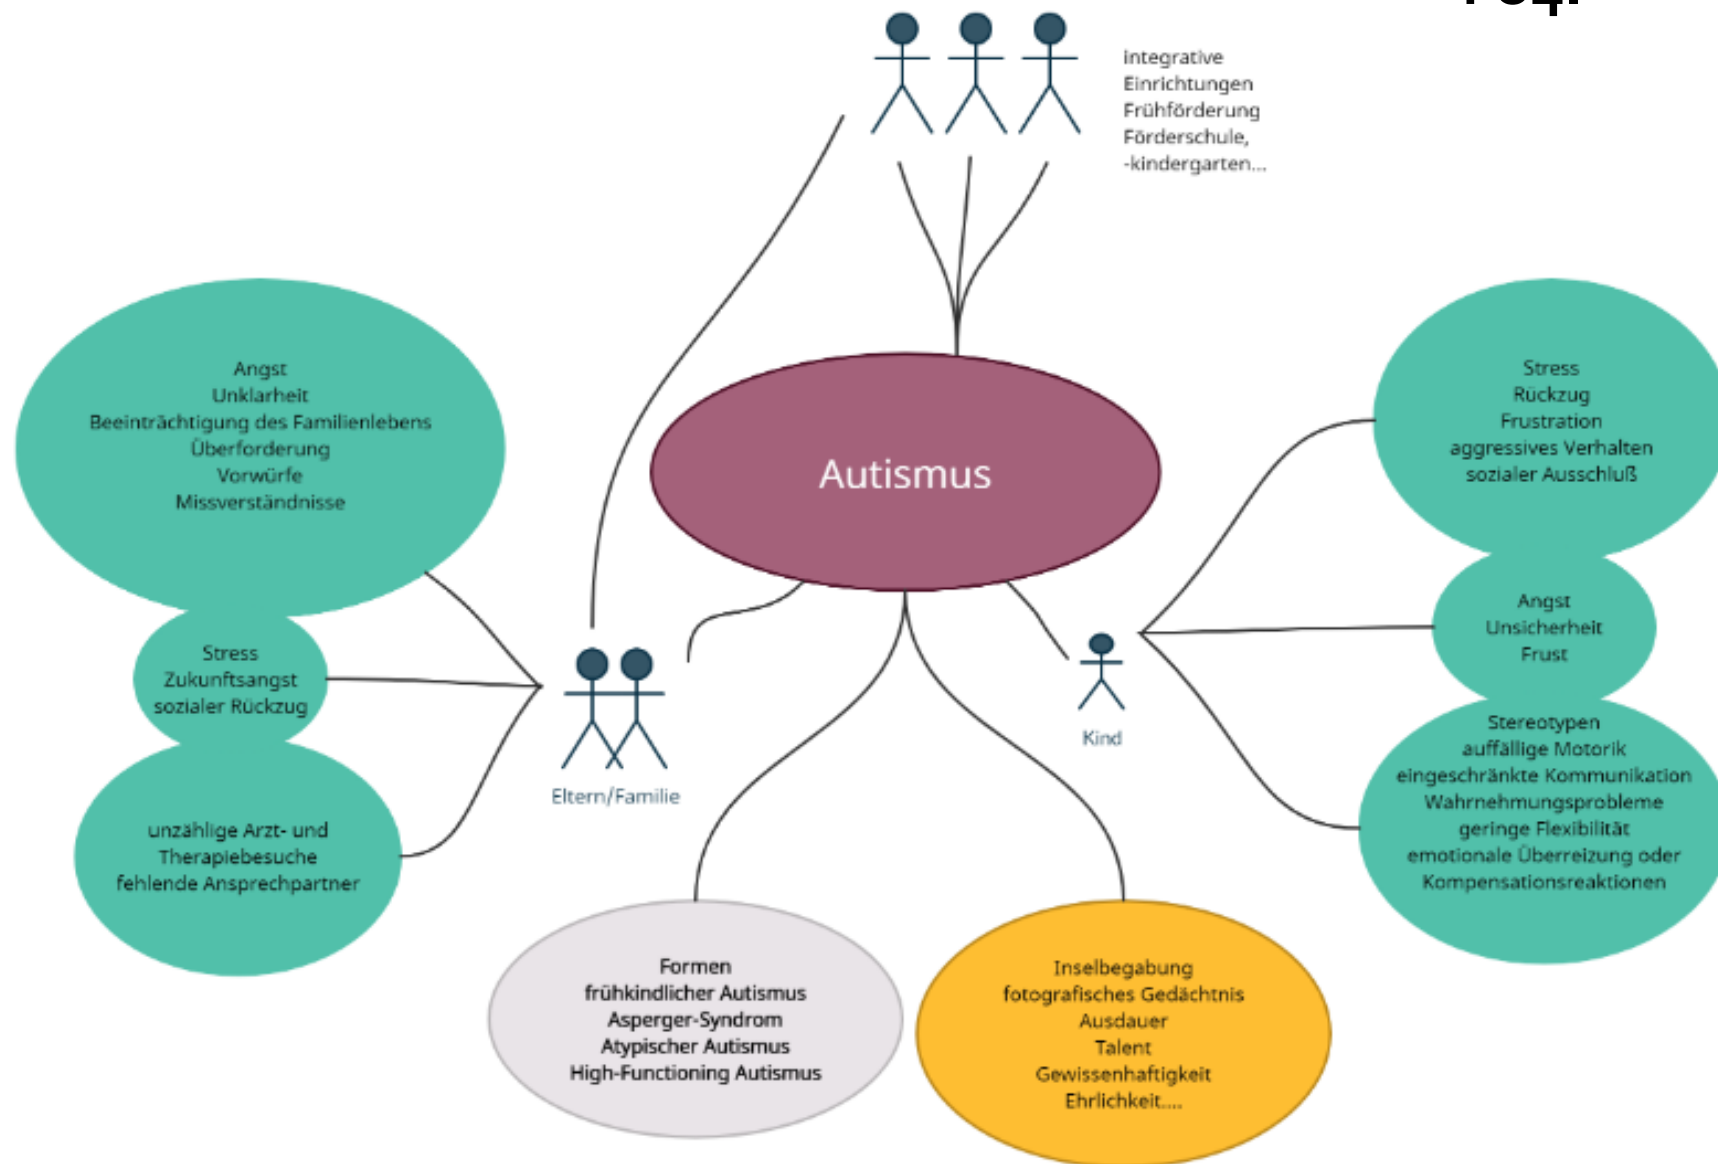 integrative
Einrichtungen
Frühförderung
Förderschule,
-kindergarten...
Angst
Unklarheit
Beeinträchtigung des Familienlebens
Überforderung
Vorwürfe
Missverständnisse
Stress
Zukunftsangst
sozialer Rückzug
unzählige Arzt- und
Therapiebesuche
fehlende Ansprechpartner
Eltern/Familie
Autismus
Kind
Stress
Rückzug
Frustration
aggressives Verhalten
sozialer Ausschluß
Angst
Unsicherheit
Frust
Stereotypen
auffällige Motorik
eingeschränkte Kommunikation
Wahrnehmungsprobleme
geringe Flexibilität
emotionale Überreizung oder
Kompensationsreaktionen
Formen
frühkindlicher Autismus
Asperger-Syndrom
Atypischer Autismus
High-Functioning Autismus
Inselbegabung
fotografisches Gedächtnis
Ausdauer
Talent
Gewissenhaftigkeit
Ehrlichkeit....